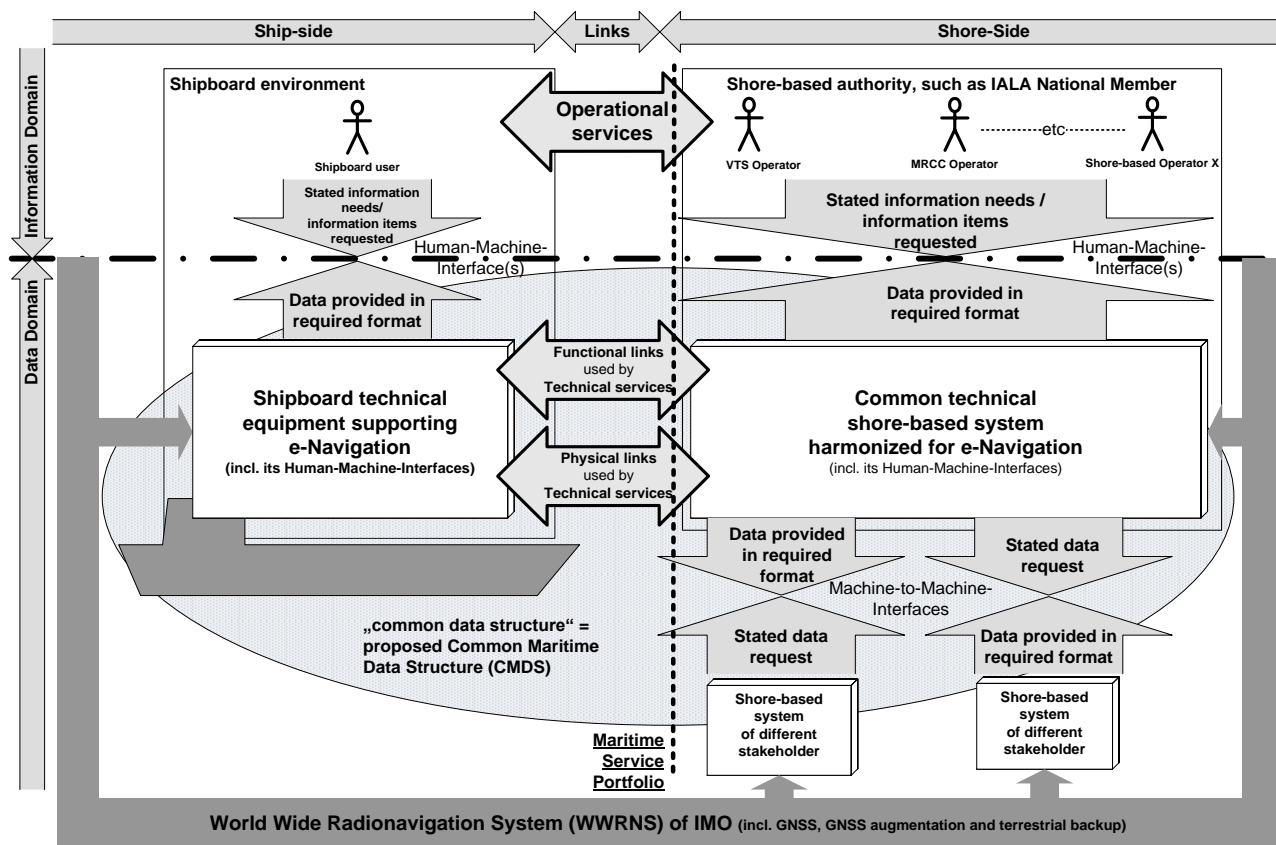 Ship-side
Links
Shore-Side
Information Domain
Data Domain
Shipboard environment
Shipboard user
Operational
services
Shore-based authority, such as IALA National Member
VTS Operator
MRCC Operator
etc
Shore-based Operator X
Stated information
needs/
information items
requested
Human-Machine-
Interface(s)
Data provided in
required format
Stated information needs /
information items
requested
Human-Machine-
Interface(s)
Data provided in
required format
Shipboard technical
equipment supporting
e-Navigation
(incl. its Human-Machine-Interfaces)
Functional links
used by
Technical services
Physical links
used by
Technical services
Common technical
shore-based system
harmonized for e-Navigation
(incl. its Human-Machine-Interfaces)
Data provided
in required
format
Stated data
request
Machine-to-Machine-
Interfaces
Stated data
request
Data provided in
required format
„common data structure“ =
proposed Common Maritime
Data Structure (CMDS)
Shore-based
system
of different
stakeholder
Shore-based
system
of different
stakeholder
Maritime
Service
Portfolio
World Wide Radionavigation System (WWRNS) of IMO (incl. GNSS, GNSS augmentation and terrestrial backup)